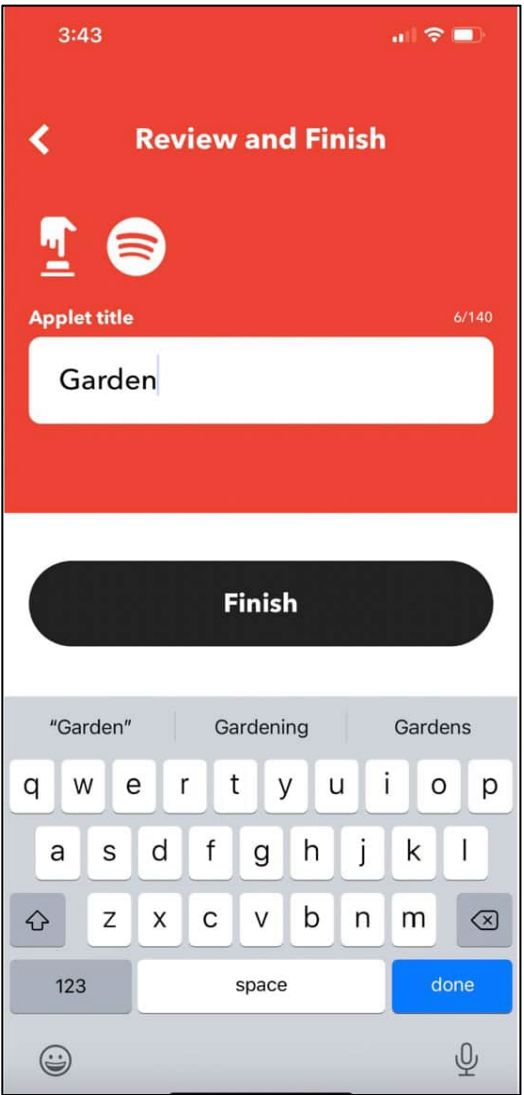 3:43
Review and Finish
Applet title 6/140
Garden
Finish
“Garden” Gardening Gardens
q w e r t y u i o p
a s d f g h j k l
z x c v b n m
123 space done